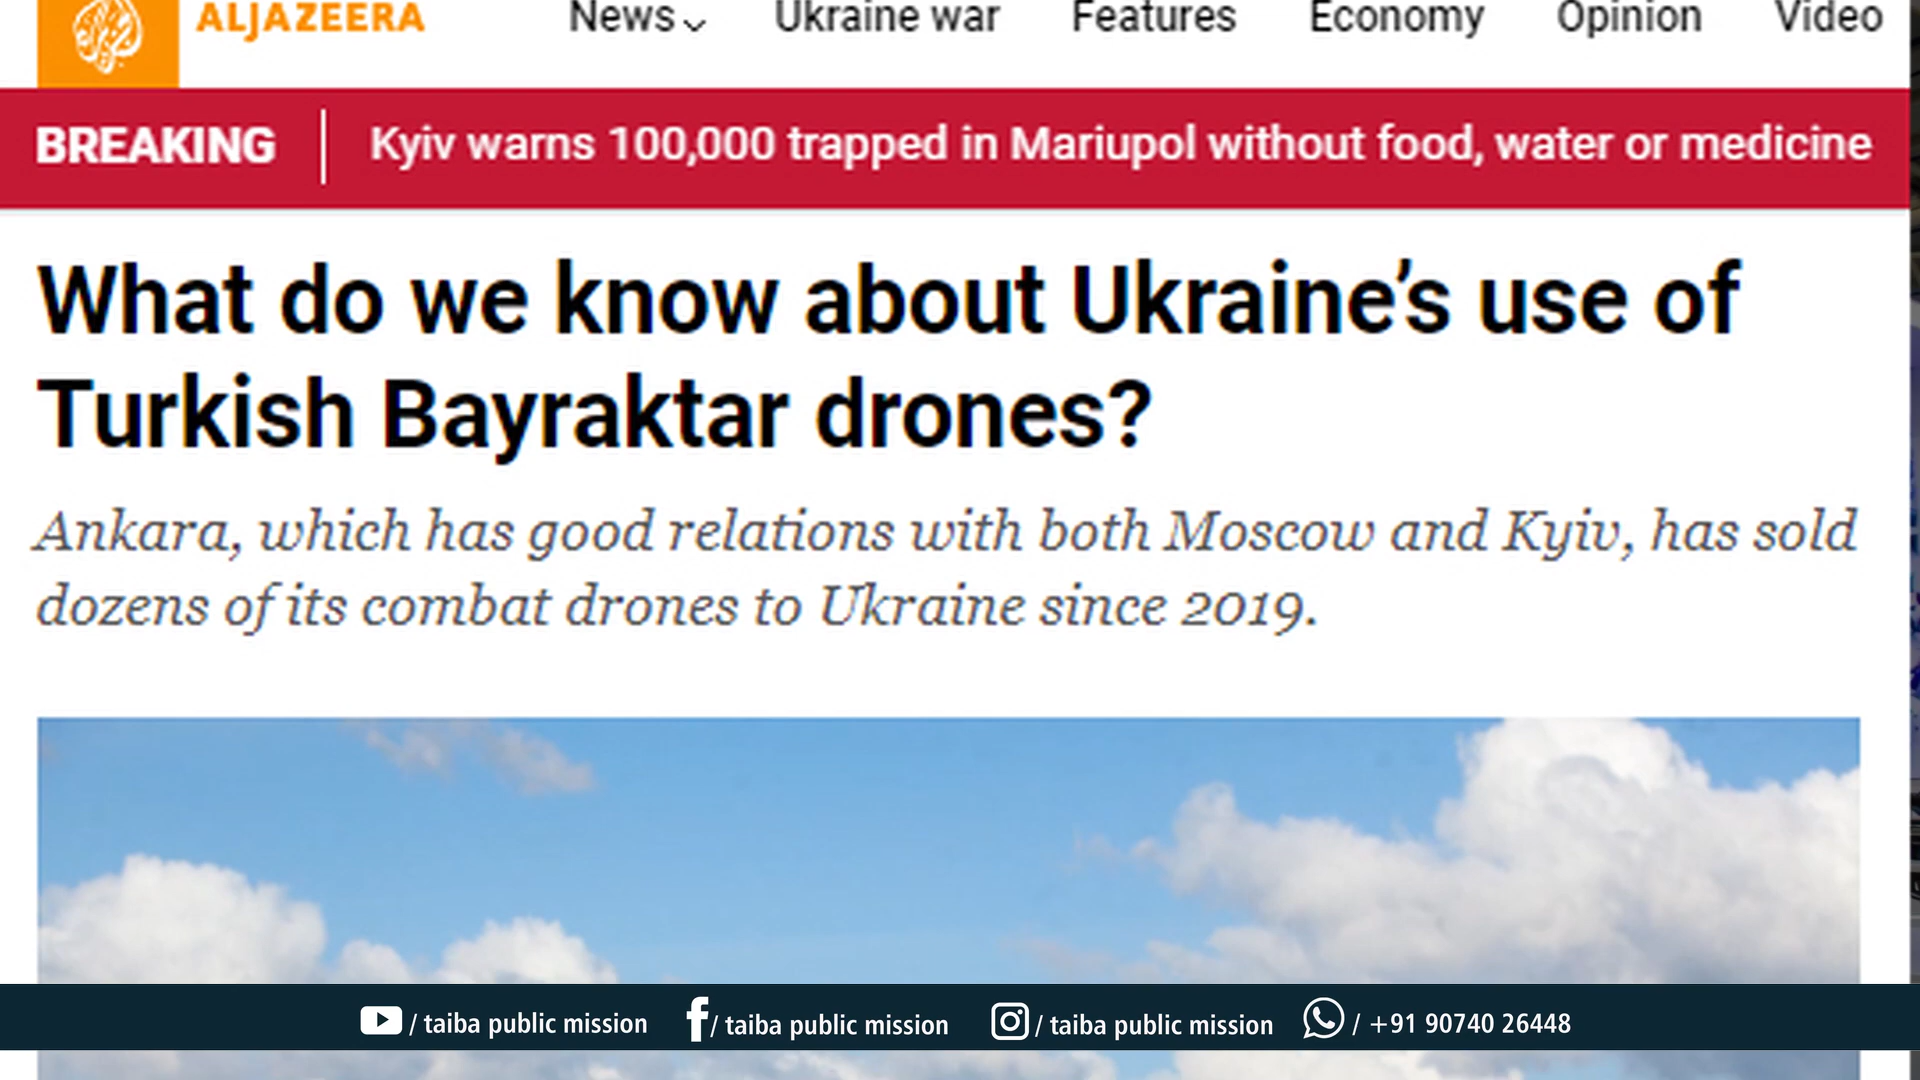 ALJAZEERA News Ukraine war Features Economy Opinion Video
BREAKING Kyiv warns 100,000 trapped in Mariupol without food, water or medicine
What do we know about Ukraine’s use of
Turkish Bayraktar drones?
Ankara, which has good relations with both Moscow and Kyiv, has sold
dozens of its combat drones to Ukraine since 2019.
/ taiba public mission / taiba public mission / taiba public mission / +91 90740 26448